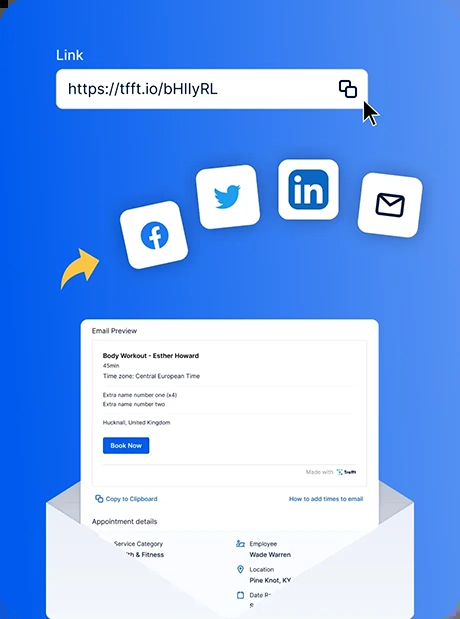 Link
https://tfft.io/bHIlyRL
Email Preview
Body Workout - Esther Howard
45min
Time zone: Central European Time
Extra name number one (x4)
Extra name number two
Hucknall, United Kingdom
Book Now
Made with Trafft
Copy to Clipboard
How to add times to email
Appointment details
Service Category
& Fitness
Employee
Wade Warren
Location
Pine Knot, KY
Date